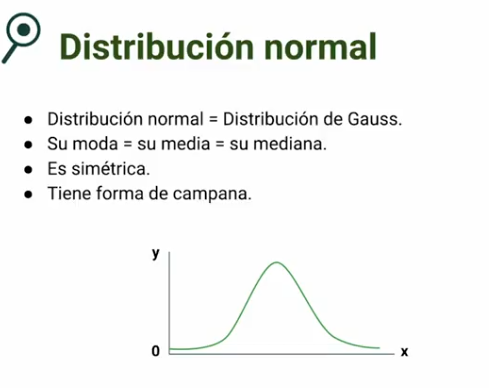 Distribución normal
● Distribución normal = Distribución de Gauss.
● Su moda = su media = su mediana.
● Es simétrica.
● Tiene forma de campana.
y
0
x